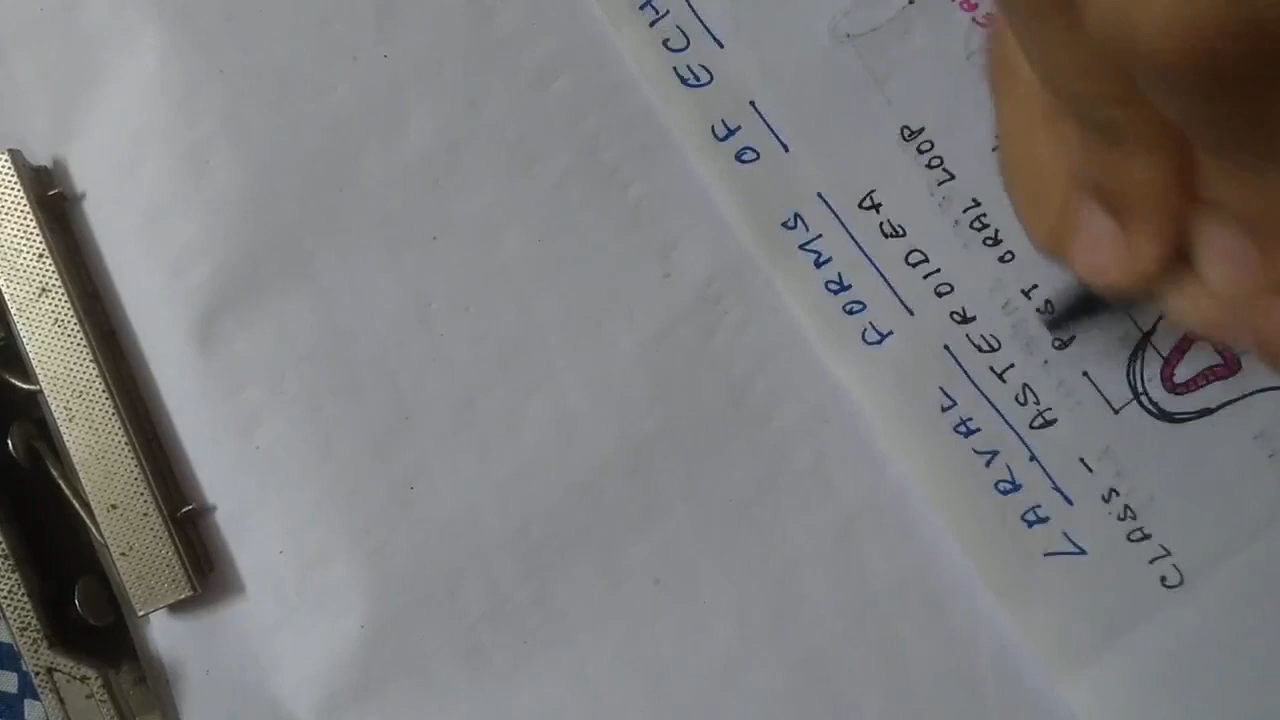 LARVAL FORMS OF ECH
CLASS - ASTEROIDEA
POST ORAL LOOP